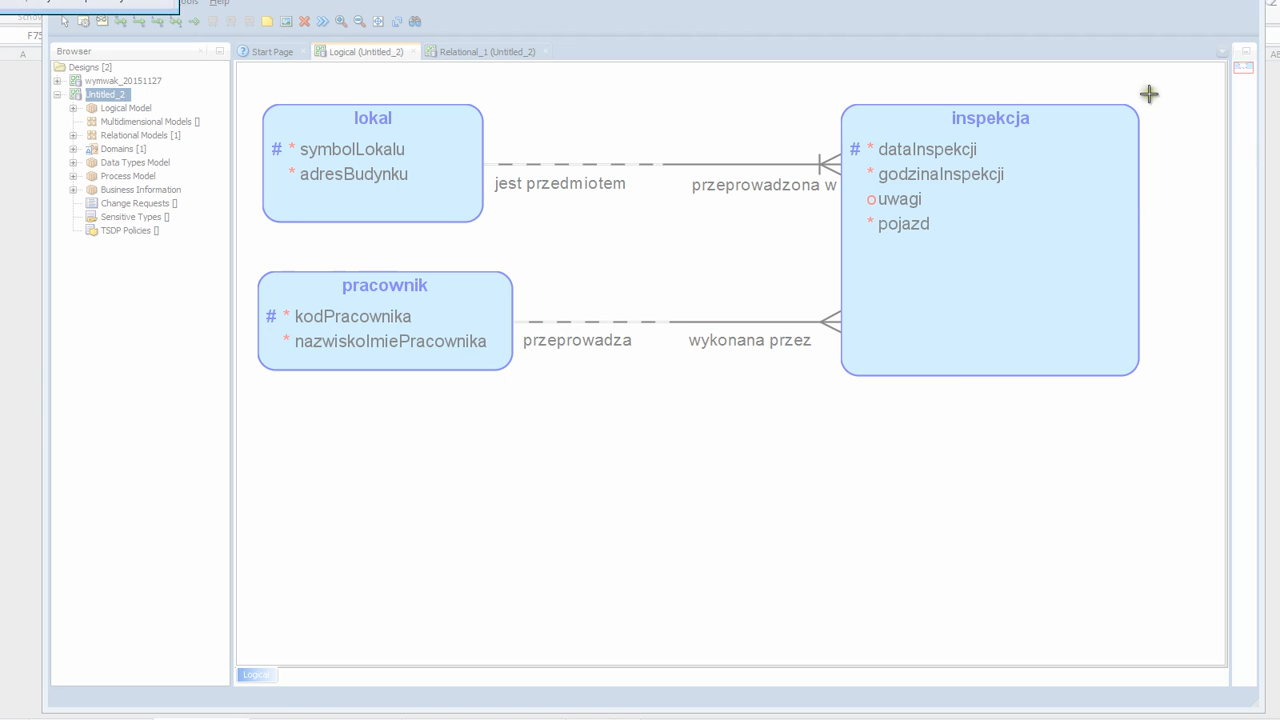 Help
F75
A
Browser
Start Page
Logical (Untitled_2)
Relational_1 (Untitled_2)
Designs [2]
wymwak_20151127
Untitled_2
Logical Model
Multidimensional Models []
Relational Models [1]
Domains [1]
Data Types Model
Process Model
Business Information
Change Requests []
Sensitive Types []
TSDP Policies []
lokal
# * symbolLokalu
* adresBudynku
jest przedmiotem
przeprowadzona w
inspekcja
# * dataInspekcji
* godzinaInspekcji
o uwagi
* pojazd
pracownik
# * kodPracownika
* nazwiskoImiePracownika
przeprowadza
wykonana przez
Logical